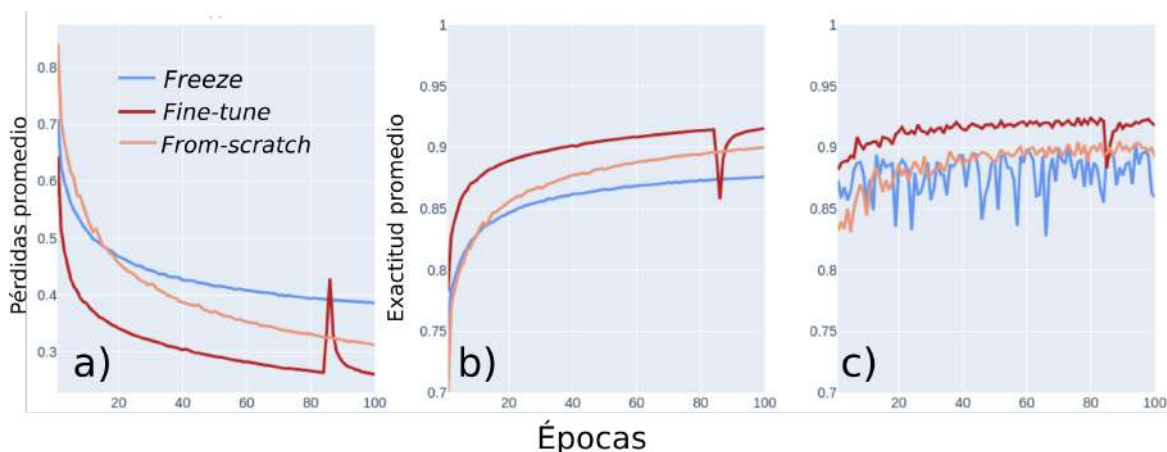 Pérdidas promedio
0.8
0.7
0.6
0.5
0.4
0.3
Freeze
Fine-tune
From-scratch
a)
20 40 60 80 100
Exactitud promedio
1
0.95
0.9
0.85
0.8
0.75
0.7
b)
20 40 60 80 100
1
0.95
0.9
0.85
0.8
0.75
0.7
c)
20 40 60 80 100
Épocas